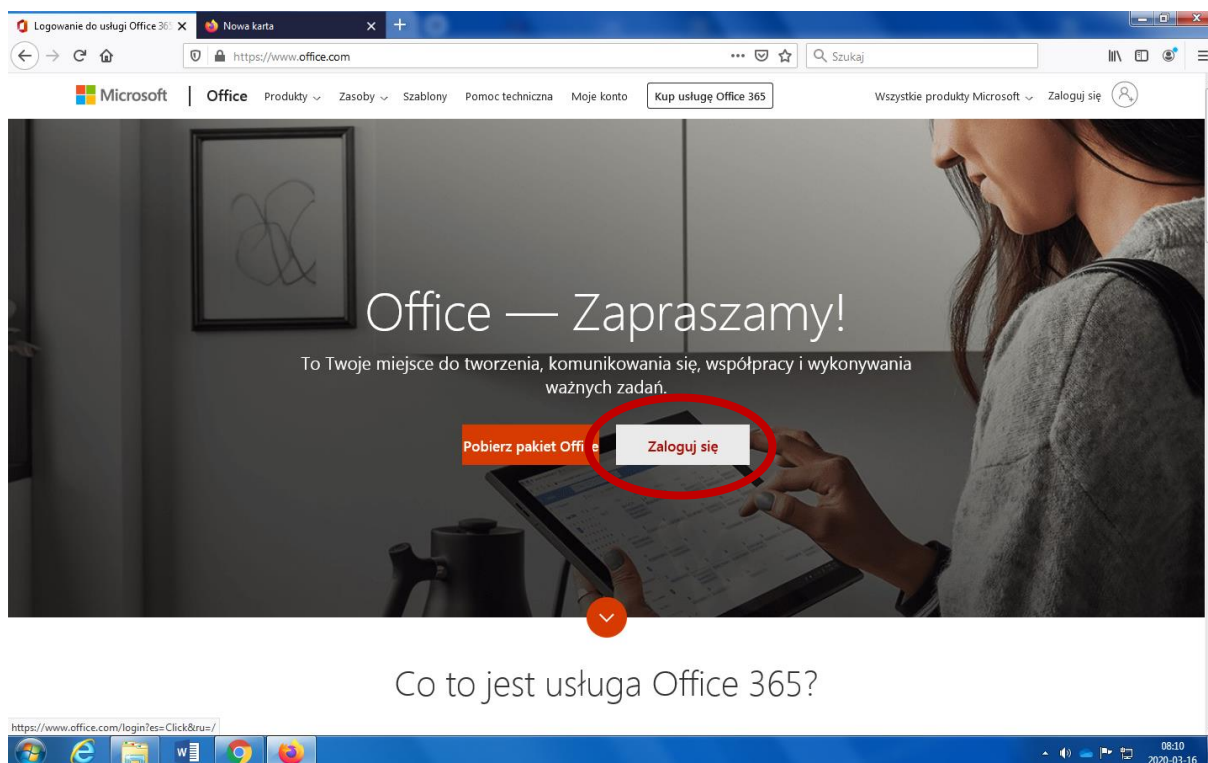 Logowanie do usługi Office 365
Nowa karta
https://www.office.com
Szukaj
Microsoft
Office Produkty Zasoby Szablony Pomoc techniczna Moje konto Kup usługę Office 365 Wszystkie produkty Microsoft Zaloguj się
Office — Zapraszamy!
To Twoje miejsce do tworzenia, komunikowania się, współpracy i wykonywania
ważnych zadań.
Pobierz pakiet Office Zaloguj się
Co to jest usługa Office 365?
https://www.office.com/login?es=Click&ru=/
08:10
2020-03-16